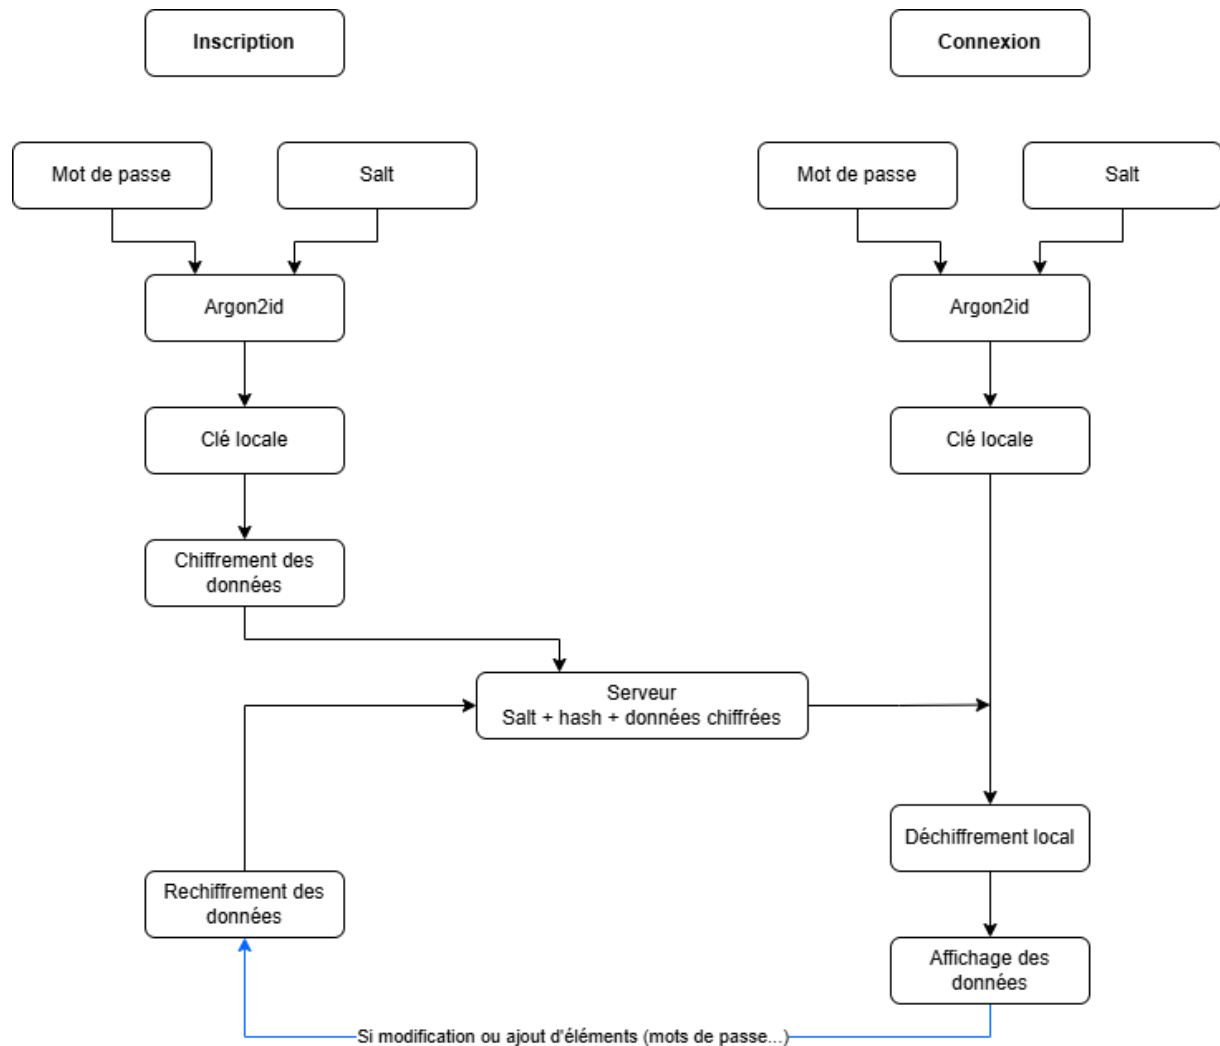 Inscription
Connexion
Mot de passe
Salt
Mot de passe
Salt
Argon2id
Argon2id
Clé locale
Clé locale
Chiffrement des
données
Serveur
Salt + hash + données chiffrées
Déchiffrement local
Rechiffrement des
données
Affichage des
données
Si modification ou ajout d'éléments (mots de passe...)